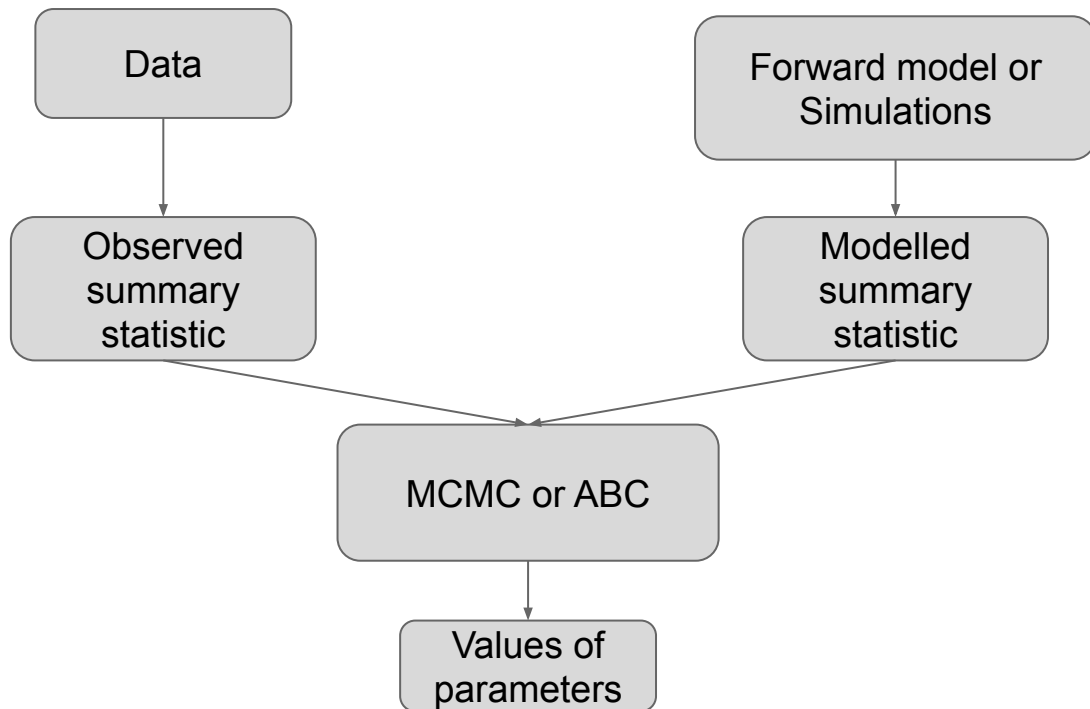 Data
Forward model or
Simulations
Observed
summary
statistic
Modelled
summary
statistic
MCMC or ABC
Values of
parameters